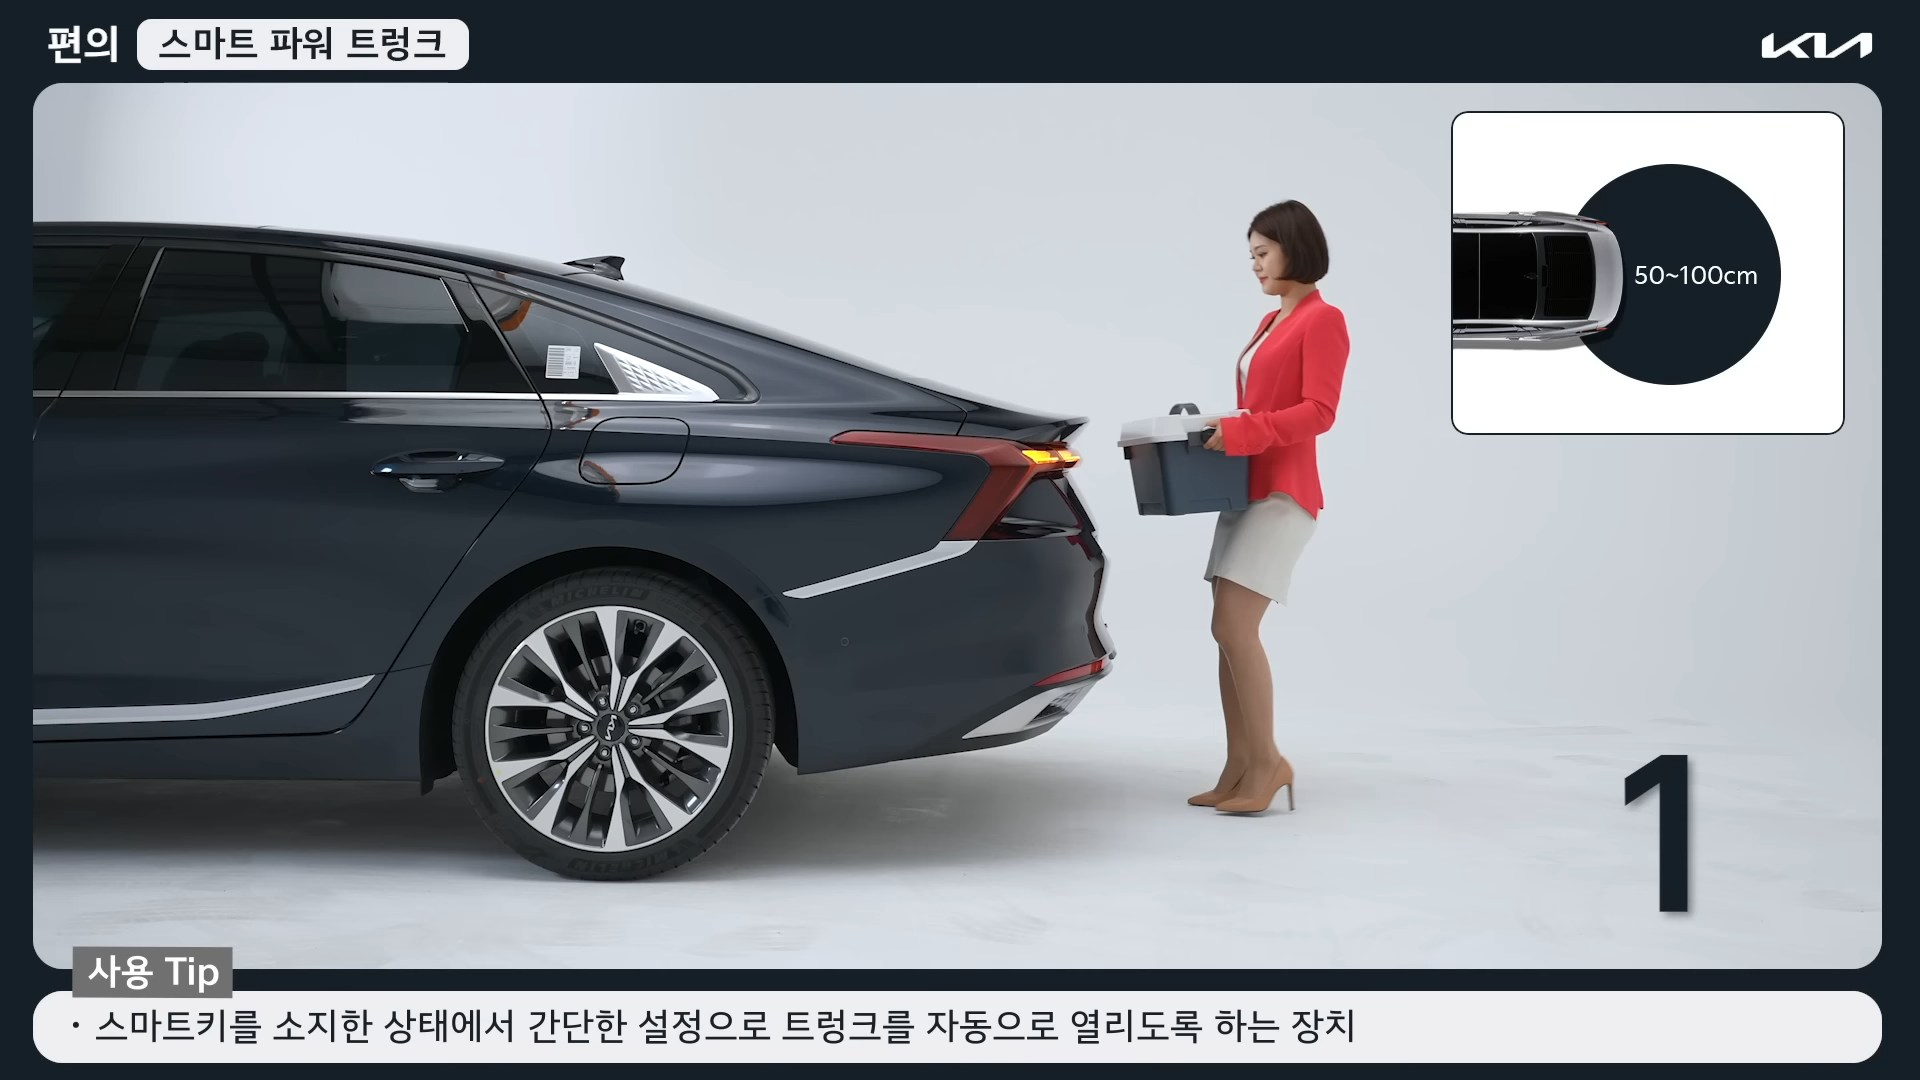 편의 스마트 파워 트렁크
KIA
50~100cm
MICHELIN
1
사용 Tip
· 스마트키를 소지한 상태에서 간단한 설정으로 트렁크를 자동으로 열리도록 하는 장치